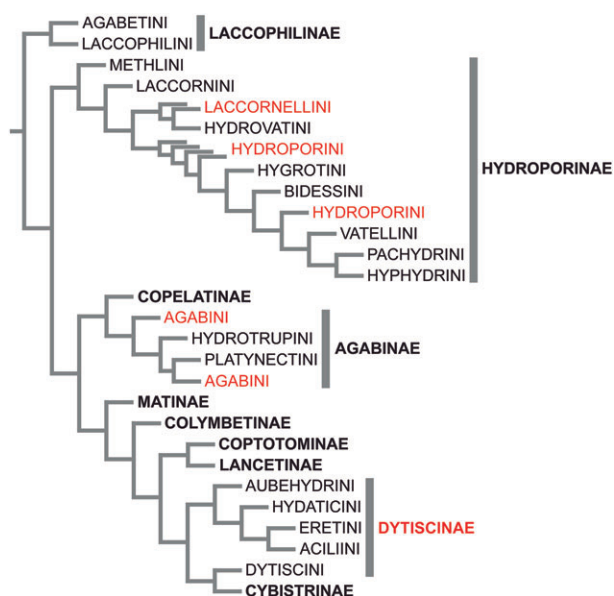 AGABETINI
LACCOPHILINI
LACCOPHILINAE
METHLINI
LACCORNINI
LACCORNELLINI
HYDROVATINI
HYDROPORINI
HYGROTINI
HYDROPORINAE
BIDESSINI
HYDROPORINI
VATELLINI
PACHYDRINI
HYPHYDRINI
COPELATINAE
AGABINI
HYDROTRUPINI
AGABINAE
PLATYNECTINI
AGABINI
MATINAE
COLYMBETINAE
COPTOTOMINAE
LANCETINAE
AUBEHYDRINI
HYDATICINI
ERETINI
DYTISCINAE
ACILIINI
DYTISCINI
CYBISTRINAE